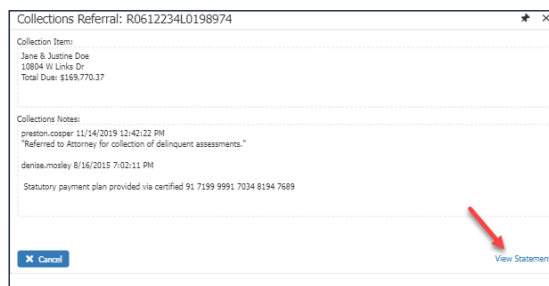 Collections Referral: R0612234L0198974
Collection Item:
Jane & Justine Doe
10804 W Links Dr
Total Due: $169,770.37
Collections Notes:
preston.cosper 11/14/2019 12:42:22 PM
"Referred to Attorney for collection of delinquent assessments."
denise.mosley 8/16/2015 7:02:11 PM
Statutory payment plan provided via certified 91 7199 9991 7034 8194 7689
Cancel
View Statement